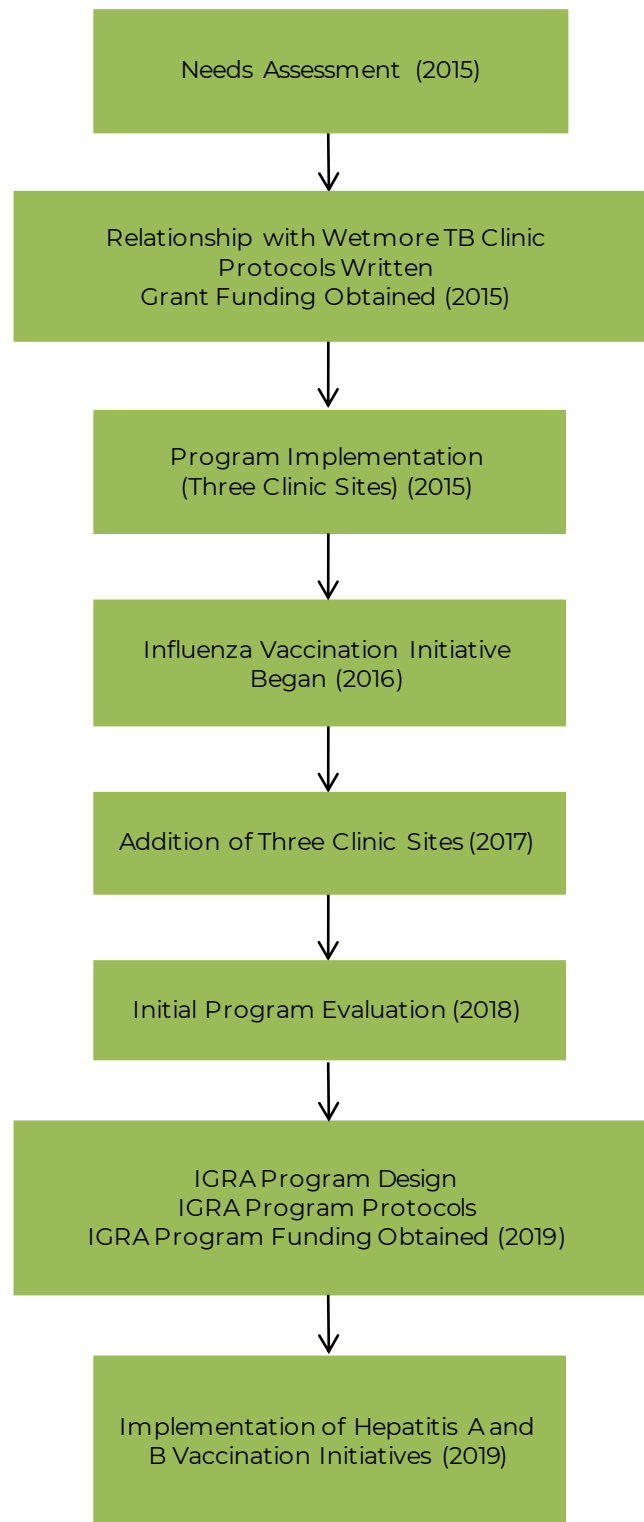 Needs Assessment (2015)
Relationship with Wetmore TB Clinic
Protocols Written
Grant Funding Obtained (2015)
Program Implementation
(Three Clinic Sites) (2015)
Influenza Vaccination Initiative
Began (2016)
Addition of Three Clinic Sites (2017)
Initial Program Evaluation (2018)
IGRA Program Design
IGRA Program Protocols
IGRA Program Funding Obtained (2019)
Implementation of Hepatitis A and
B Vaccination Initiatives (2019)